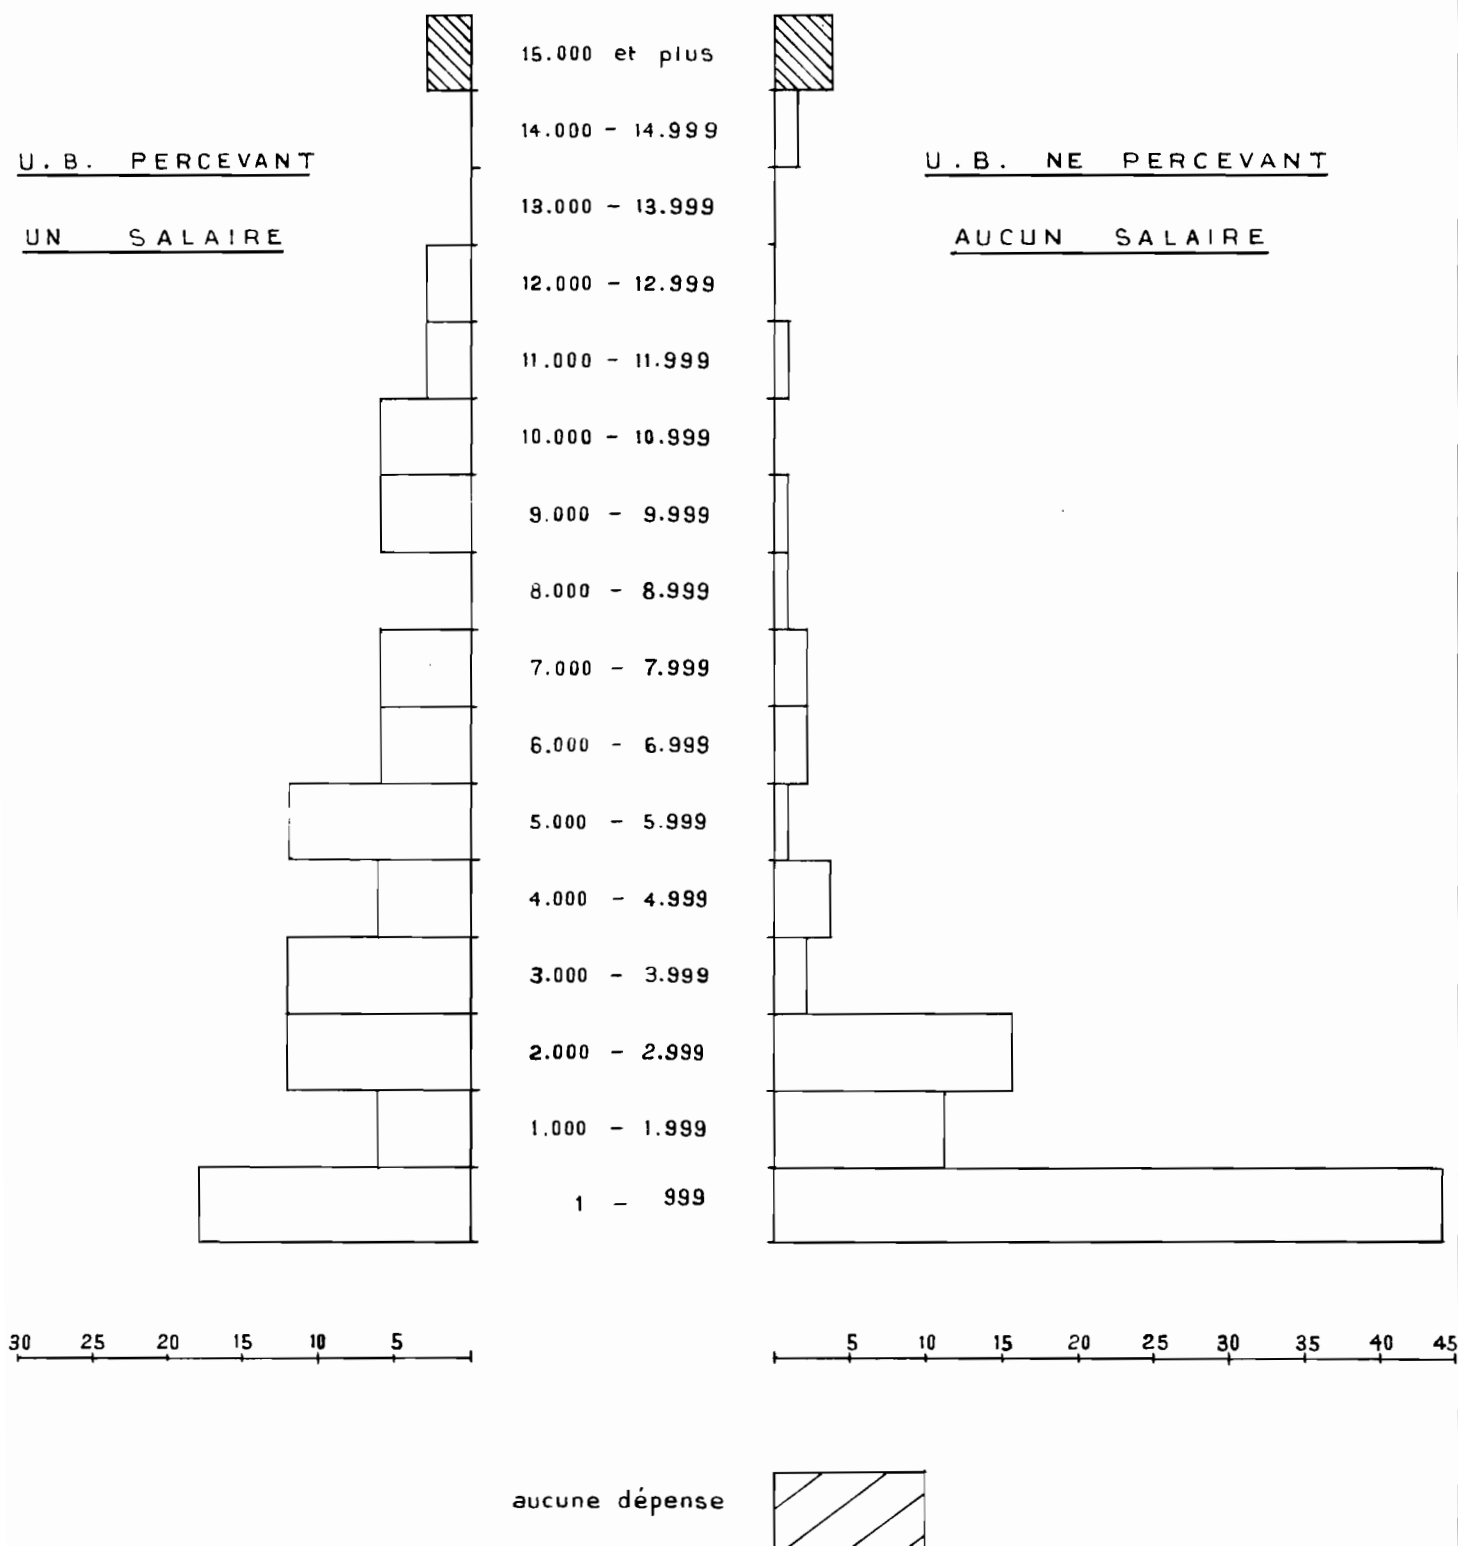 15.000 et plus
14.000 - 14.999
U.B. PERCEVANT
U.B. NE PERCEVANT
13.000 - 13.999
UN SALAIRE
AUCUN SALAIRE
12.000 - 12.999
11.000 - 11.999
10.000 - 10.999
9.000 - 9.999
8.000 - 8.999
7.000 - 7.999
6.000 - 6.999
5.000 - 5.999
4.000 - 4.999
3.000 - 3.999
2.000 - 2.999
1.000 - 1.999
1 - 999
30 25 20 15 10 5
5 10 15 20 25 30 35 40 45
aucune dépense